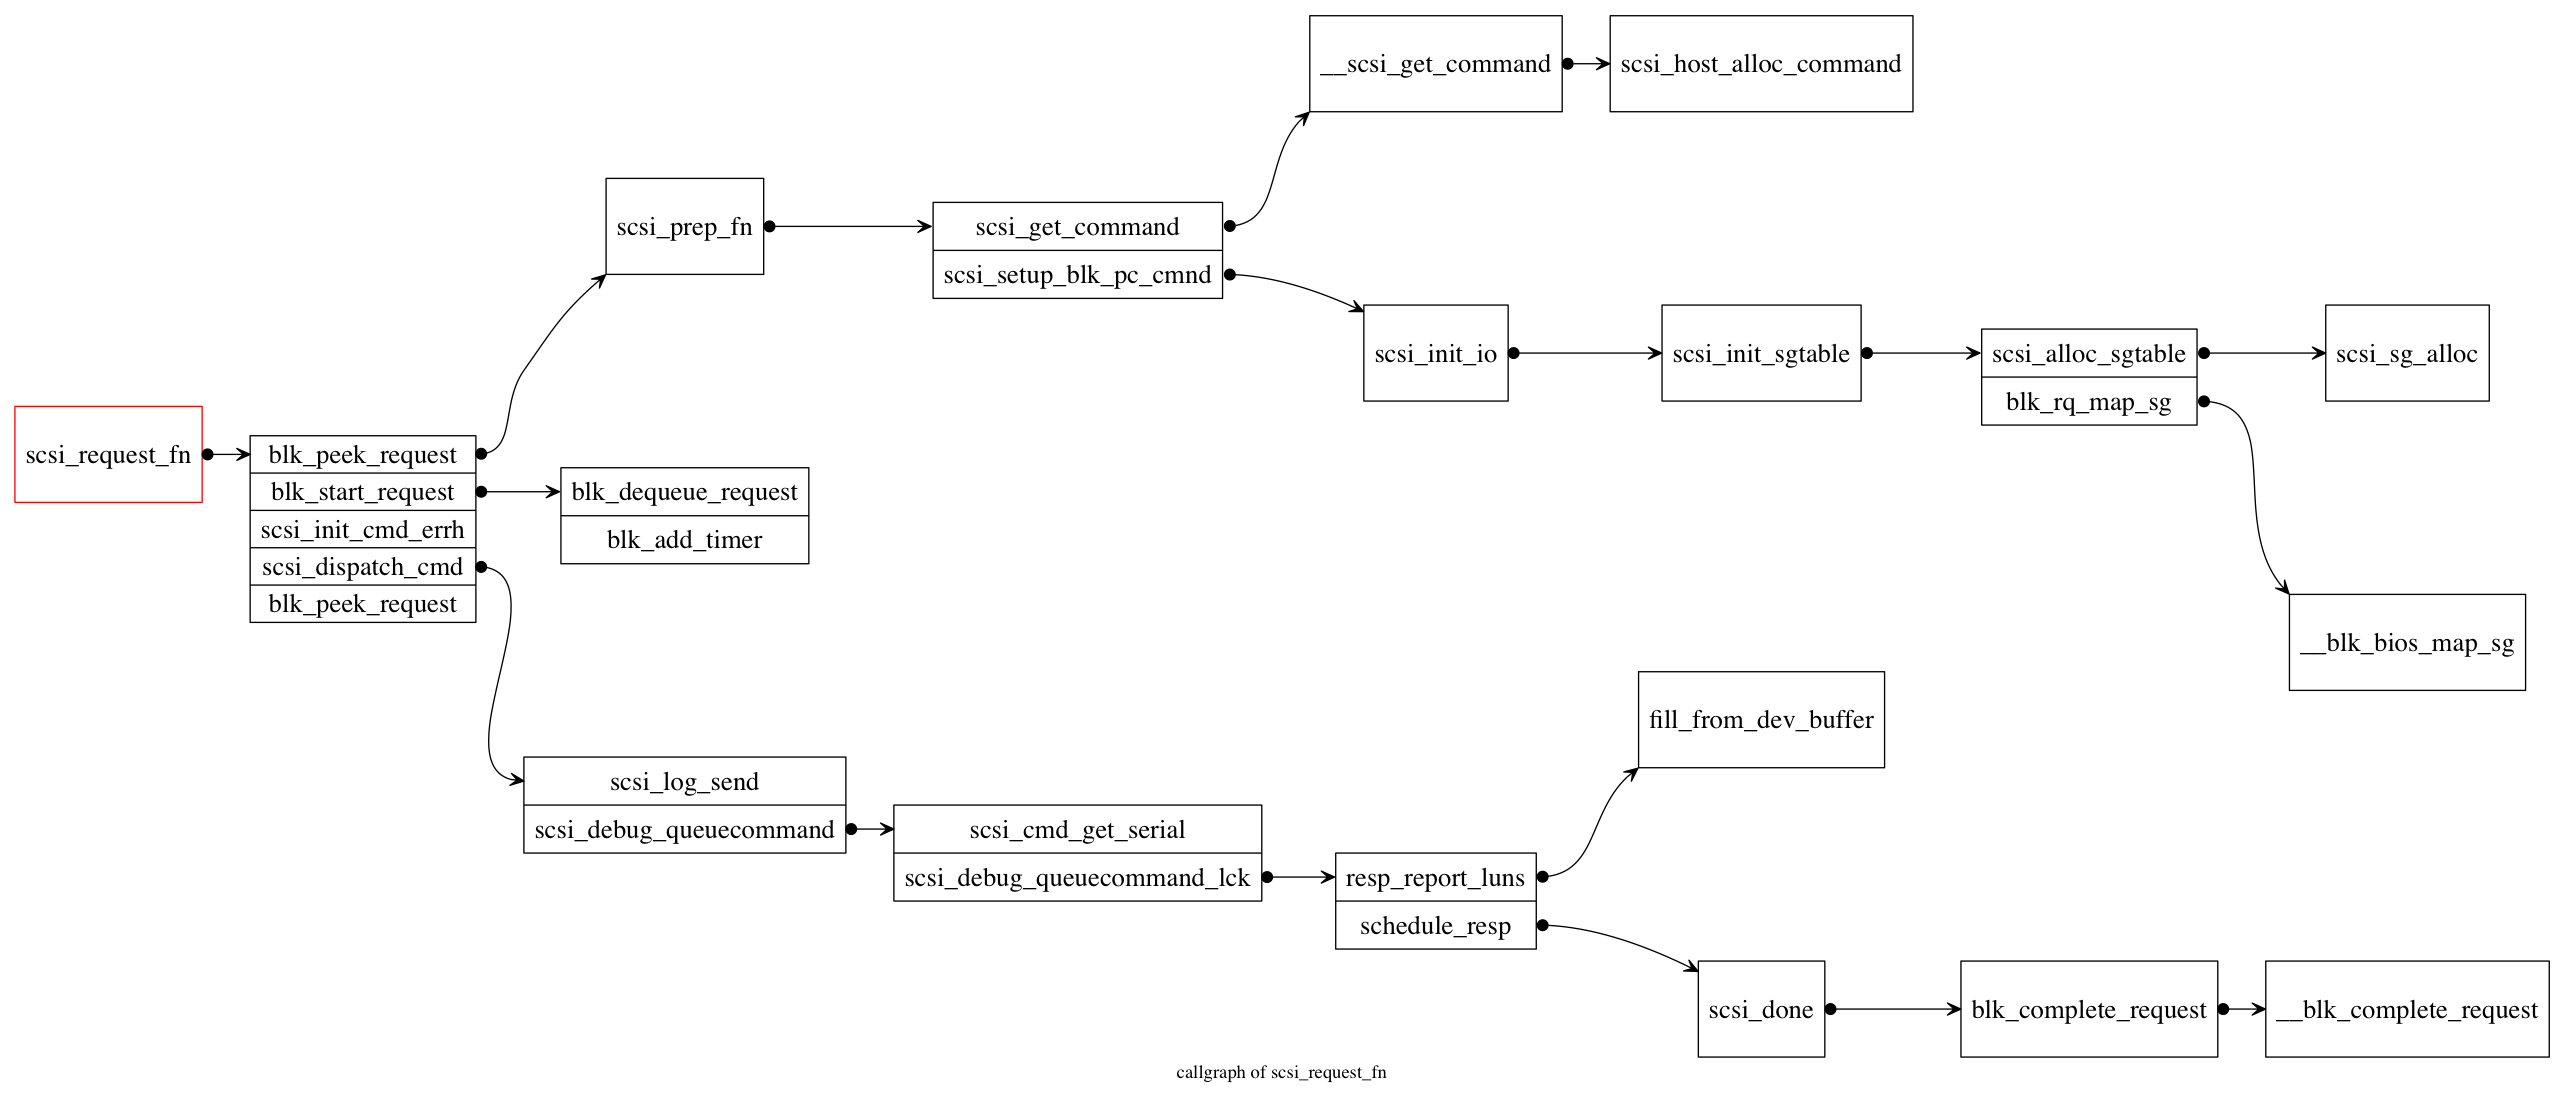 __scsi_get_command
scsi_host_alloc_command
scsi_prep_fn
scsi_get_command
scsi_setup_blk_pc_cmnd
scsi_init_io
scsi_init_sgtable
scsi_alloc_sgtable
blk_rq_map_sg
scsi_sg_alloc
scsi_request_fn
blk_peek_request
blk_start_request
scsi_init_cmd_errh
scsi_dispatch_cmd
blk_peek_request
blk_dequeue_request
blk_add_timer
__blk_bios_map_sg
fill_from_dev_buffer
scsi_log_send
scsi_debug_queuecommand
scsi_cmd_get_serial
scsi_debug_queuecommand_lck
resp_report_luns
schedule_resp
scsi_done
blk_complete_request
__blk_complete_request
callgraph of scsi_request_fn